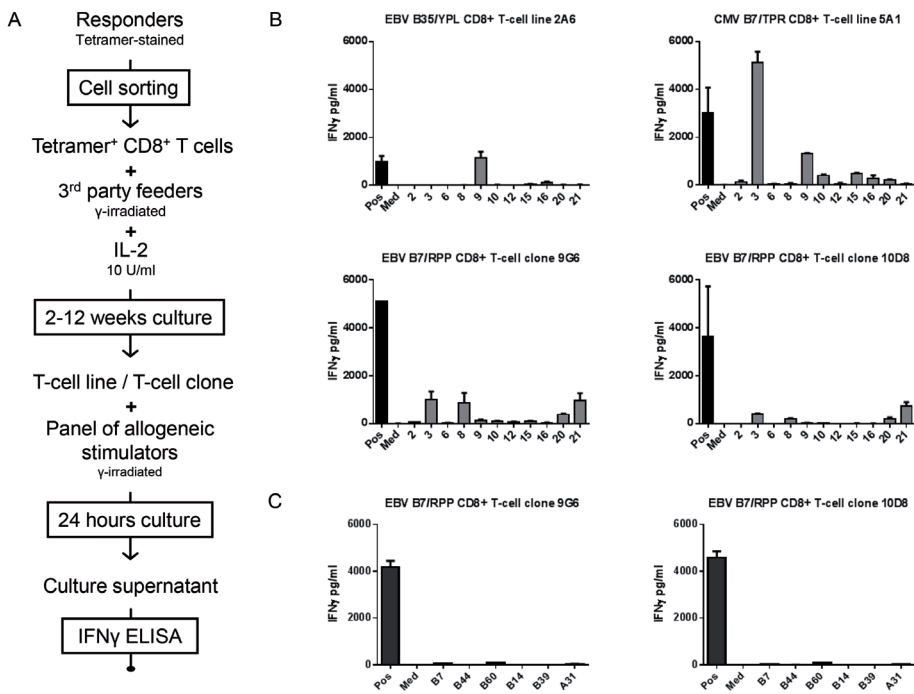 A
Responders
Tetramer-stained
Cell sorting
Tetramer⁺ CD8⁺ T cells
+
3rd party feeders
γ-irradiated
+
IL-2
10 U/ml
2-12 weeks culture
T-cell line / T-cell clone
+
Panel of allogeneic
stimulators
γ-irradiated
24 hours culture
Culture supernatant
IFNγ ELISA
B
EBV B35/YPL CD8+ T-cell line 2A6
IFNγ pg/ml
6000
4000
2000
0
Pos Med 2 3 6 8 9 10 12 15 16 20 21
CMV B7/TPR CD8+ T-cell line 5A1
IFNγ pg/ml
6000
4000
2000
0
Pos Med 2 3 6 8 9 10 12 15 16 20 21
EBV B7/RPP CD8+ T-cell clone 9G6
IFNγ pg/ml
6000
4000
2000
0
Pos Med 2 3 6 8 9 10 12 15 16 20 21
EBV B7/RPP CD8+ T-cell clone 10D8
IFNγ pg/ml
6000
4000
2000
0
Pos Med 2 3 6 8 9 10 12 15 16 20 21
C
EBV B7/RPP CD8+ T-cell clone 9G6
IFNγ pg/ml
6000
4000
2000
0
Pos Med B7 B44 B60 B14 B39 A31
EBV B7/RPP CD8+ T-cell clone 10D8
IFNγ pg/ml
6000
4000
2000
0
Pos Med B7 B44 B60 B14 B39 A31